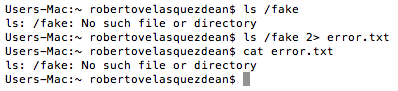 Users-Mac:~ robertovelasquezdean$ ls /fake
ls: /fake: No such file or directory
Users-Mac:~ robertovelasquezdean$ ls /fake 2> error.txt
Users-Mac:~ robertovelasquezdean$ cat error.txt
ls: /fake: No such file or directory
Users-Mac:~ robertovelasquezdean$